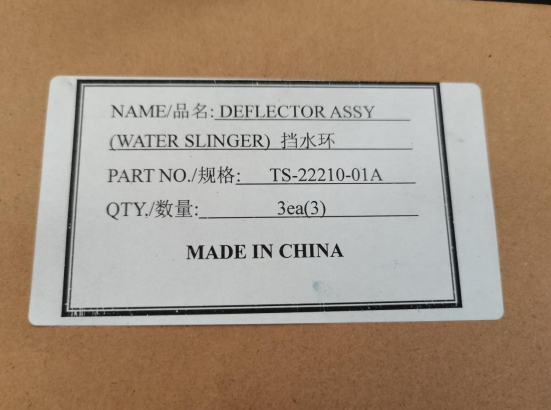 NAME/品名: DEFLECTOR ASSY
(WATER SLINGER) 挡水环
PART NO./规格: TS-22210-01A
QTY,/数量: 3ea(3)
MADE IN CHINA